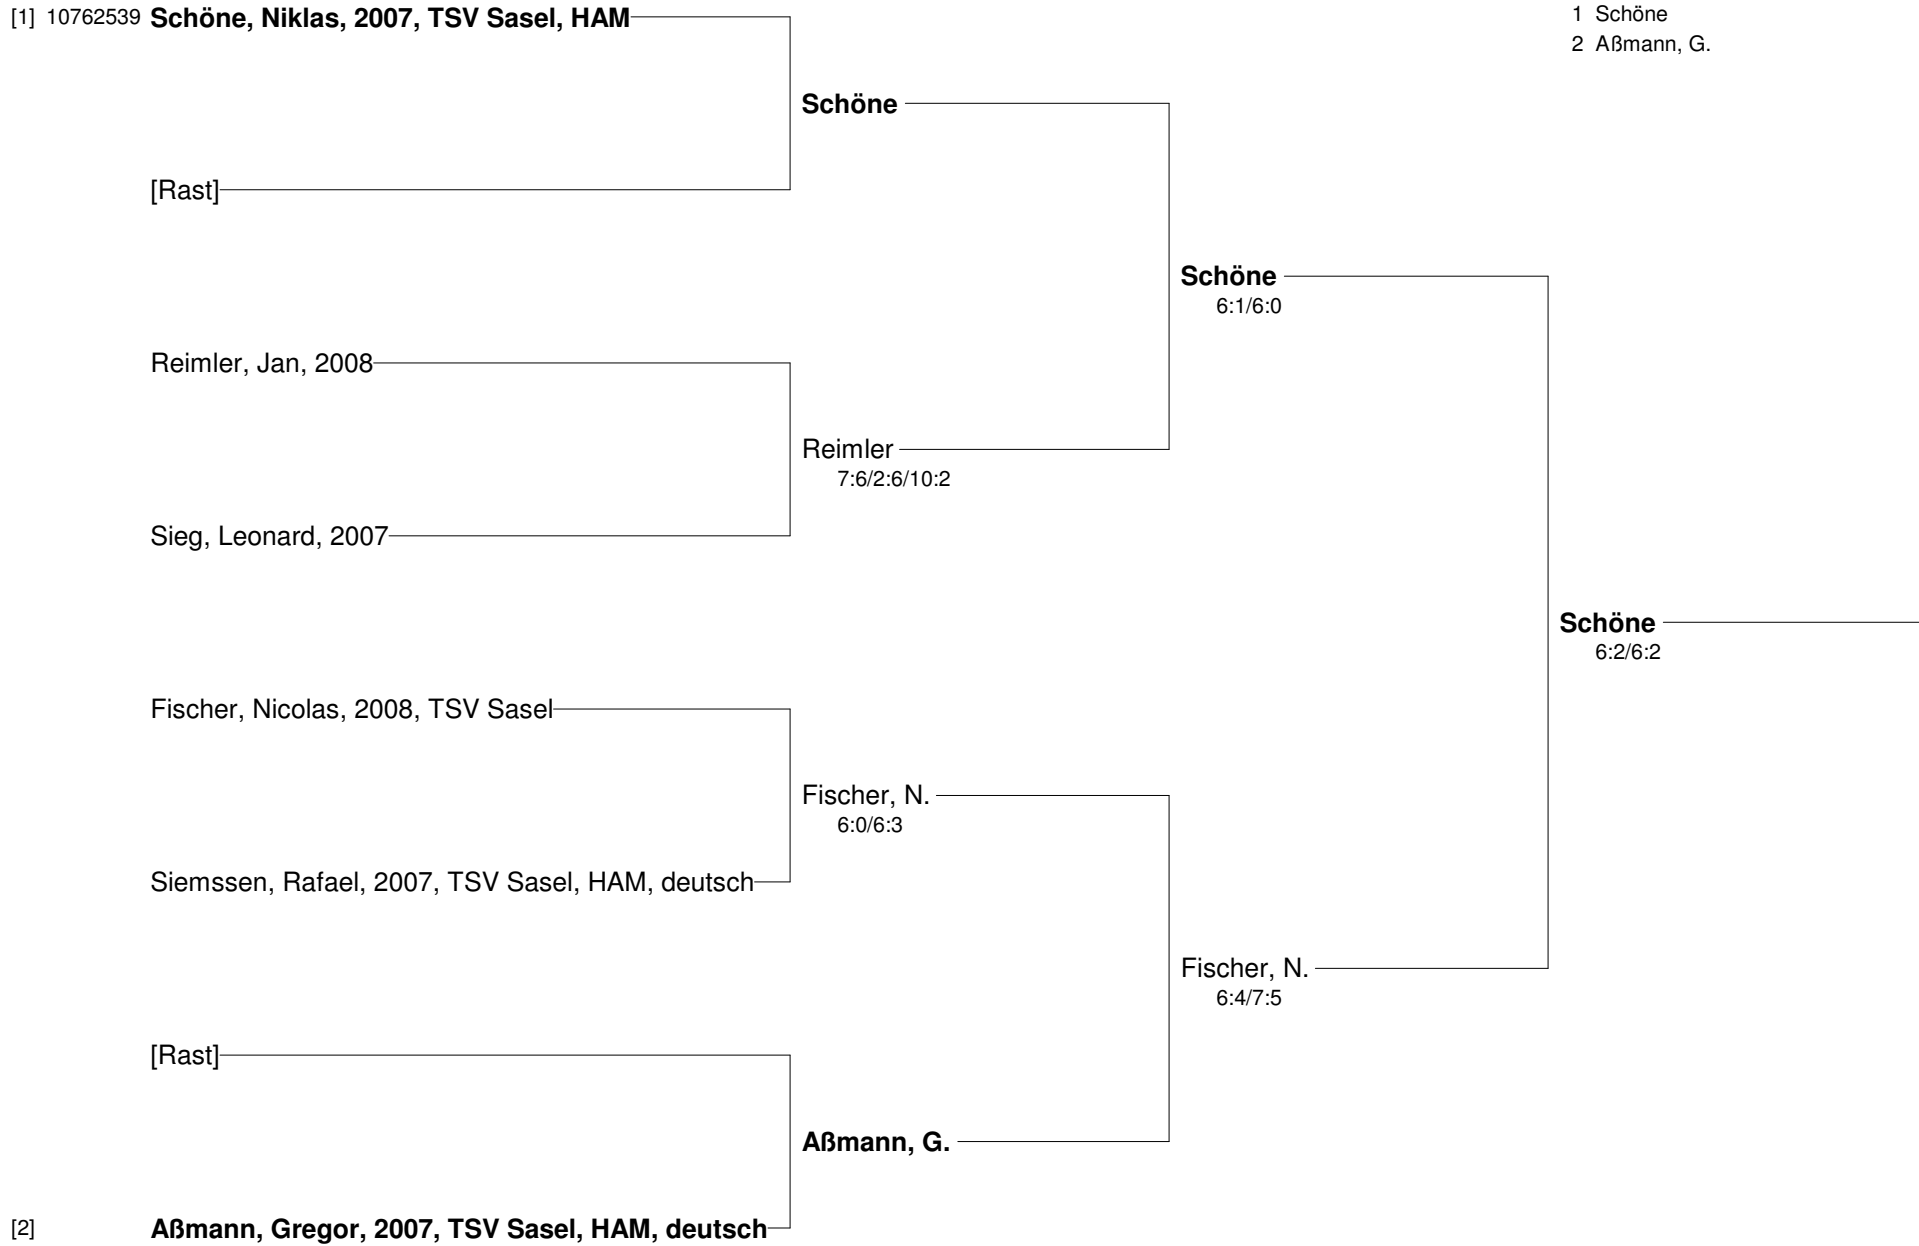 [1] 10762539 Schöne, Niklas, 2007, TSV Sasel, HAM
1 Schöne
2 Aßmann, G.
Schöne
[Rast]
Schöne
6:1/6:0
Reimler, Jan, 2008
Reimler
7:6/2:6/10:2
Sieg, Leonard, 2007
Schöne
6:2/6:2
Fischer, Nicolas, 2008, TSV Sasel
Fischer, N.
6:0/6:3
Siemssen, Rafael, 2007, TSV Sasel, HAM, deutsch
Fischer, N.
6:4/7:5
[Rast]
Aßmann, G.
[2] Aßmann, Gregor, 2007, TSV Sasel, HAM, deutsch